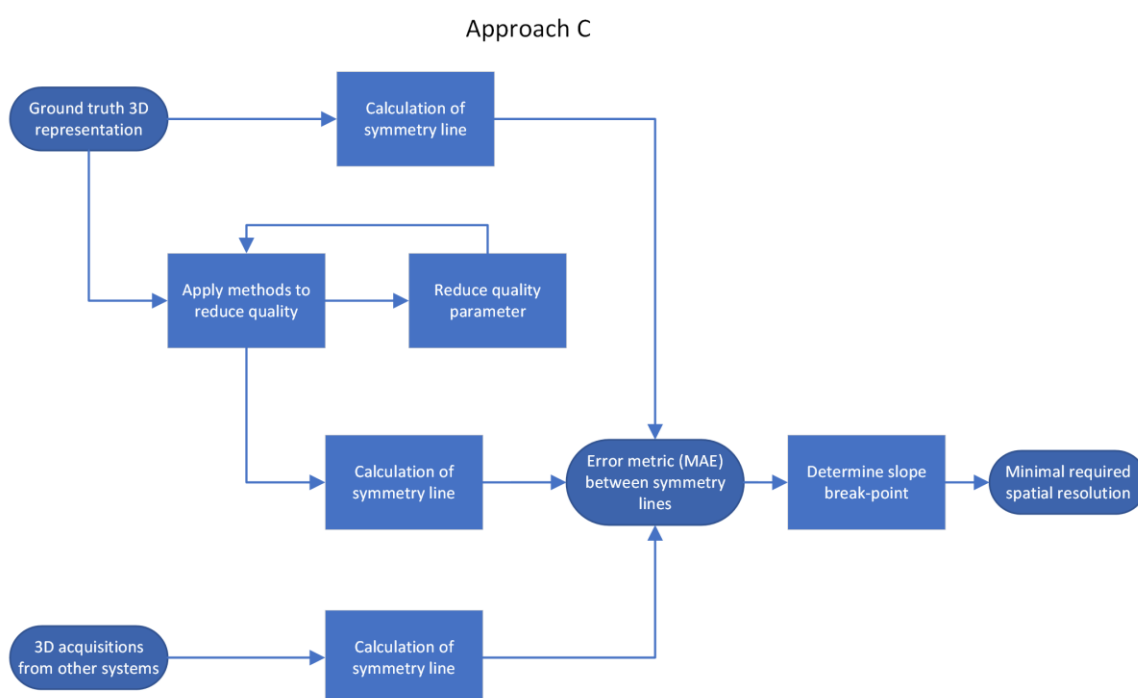 Approach C
Ground truth 3D
representation
Calculation of
symmetry line
Apply methods to
reduce quality
Reduce quality
parameter
Calculation of
symmetry line
Error metric (MAE)
between symmetry
lines
Determine slope
break-point
Minimal required
spatial resolution
3D acquisitions
from other systems
Calculation of
symmetry line